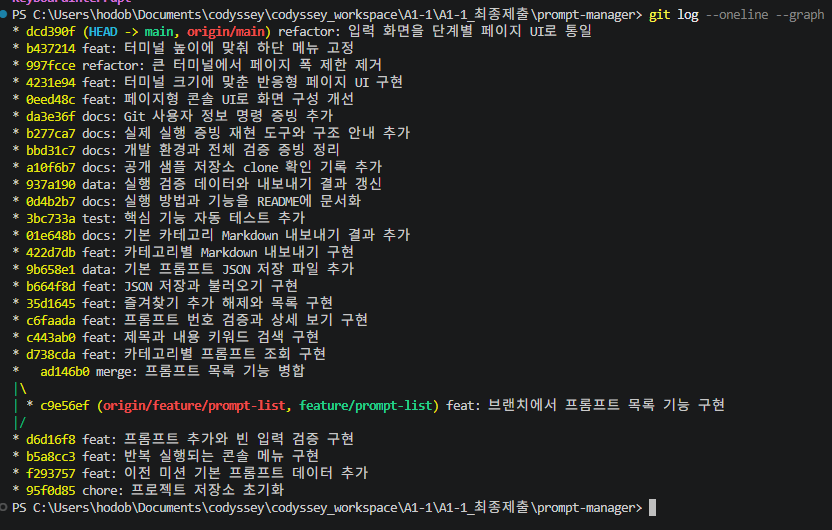 PS C:\Users\hodob\Documents\codyssey\codyssey_workspace\A1-1\A1-1_최종제출\prompt-manager> git log --oneline --graph
* dcd390f (HEAD -> main, origin/main) refactor: 입력 화면을 단계별 페이지 UI로 통일
* b437214 feat: 터미널 높이에 맞춰 하단 메뉴 고정
* 997fcce refactor: 큰 터미널에서 페이지 폭 제한 제거
* 4231e94 feat: 터미널 크기에 맞춘 반응형 페이지 UI 구현
* 0eed48c feat: 페이지형 콘솔 UI로 화면 구성 개선
* da3e36f docs: Git 사용자 정보 명령 증빙 추가
* b277ca7 docs: 실제 실행 증빙 재현 도구와 구조 안내 추가
* bbd31c7 docs: 개발 환경과 전체 검증 증빙 정리
* a10f6b7 docs: 공개 샘플 저장소 clone 확인 기록 추가
* 937a190 data: 실행 검증 데이터와 내보내기 결과 갱신
* 0d4b2b7 docs: 실행 방법과 기능을 README에 문서화
* 3bc733a test: 핵심 기능 자동 테스트 추가
* 01e648b docs: 기본 카테고리 Markdown 내보내기 결과 추가
* 422d7db feat: 카테고리별 Markdown 내보내기 구현
* 9b658e1 data: 기본 프롬프트 JSON 저장 파일 추가
* b664f8d feat: JSON 저장과 불러오기 구현
* 35d1645 feat: 즐겨찾기 추가 해제와 목록 구현
* c6faada feat: 프롬프트 번호 검증과 상세 보기 구현
* c443ab0 feat: 제목과 내용 키워드 검색 구현
* d738cda feat: 카테고리별 프롬프트 조회 구현
*   ad146b0 merge: 프롬프트 목록 기능 병합
|\
| * c9e56ef (origin/feature/prompt-list, feature/prompt-list) feat: 브랜치에서 프롬프트 목록 기능 구현
|/
* d6d16f8 feat: 프롬프트 추가와 빈 입력 검증 구현
* b5a8cc3 feat: 반복 실행되는 콘솔 메뉴 구현
* f293757 feat: 이전 미션 기본 프롬프트 데이터 추가
* 95f0d85 chore: 프로젝트 저장소 초기화
PS C:\Users\hodob\Documents\codyssey\codyssey_workspace\A1-1\A1-1_최종제출\prompt-manager>